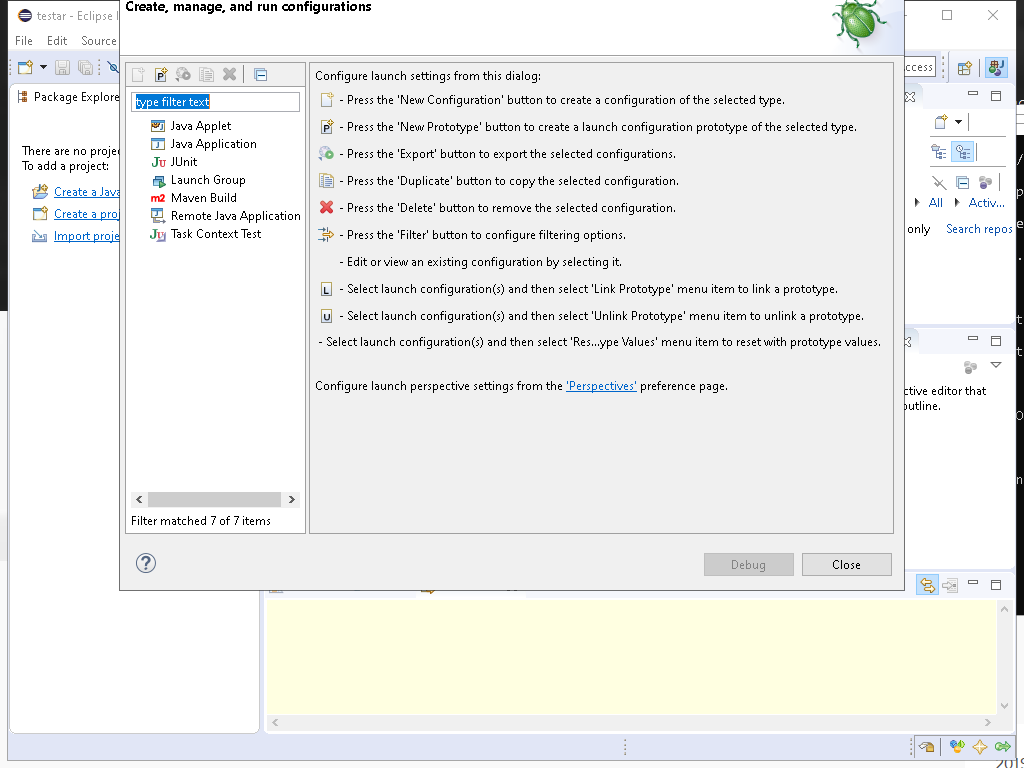 testar - Eclipse
Create, manage, and run configurations
File Edit Source
Package Explore
There are no
To add a project:
Create a Java
Create a
Import
type filter text
Java Applet
Java Application
JUnit
Launch Group
Maven Build
Remote Java Application
Task Context Test
Filter matched 7 of 7 items
Configure launch settings from this dialog:
- Press the 'New Configuration' button to create a configuration of the selected type.
- Press the 'New Prototype' button to create a launch configuration prototype of the selected type.
- Press the 'Export' button to export the selected configurations.
- Press the 'Duplicate' button to copy the selected configuration.
- Press the 'Delete' button to remove the selected configuration.
- Press the 'Filter' button to configure filtering options.
- Edit or view an existing configuration by selecting it.
- Select launch configuration(s) and then select 'Link Prototype' menu item to link a prototype.
- Select launch configuration(s) and then select 'Unlink Prototype' menu item to unlink a prototype.
- Select launch configuration(s) and then select 'Res...ype Values' menu item to reset with prototype values.
Configure launch perspective settings from the 'Perspectives' preference page.
Debug Close
ccess
All Activ...
only Search repos
ctive editor that
outline.
2019